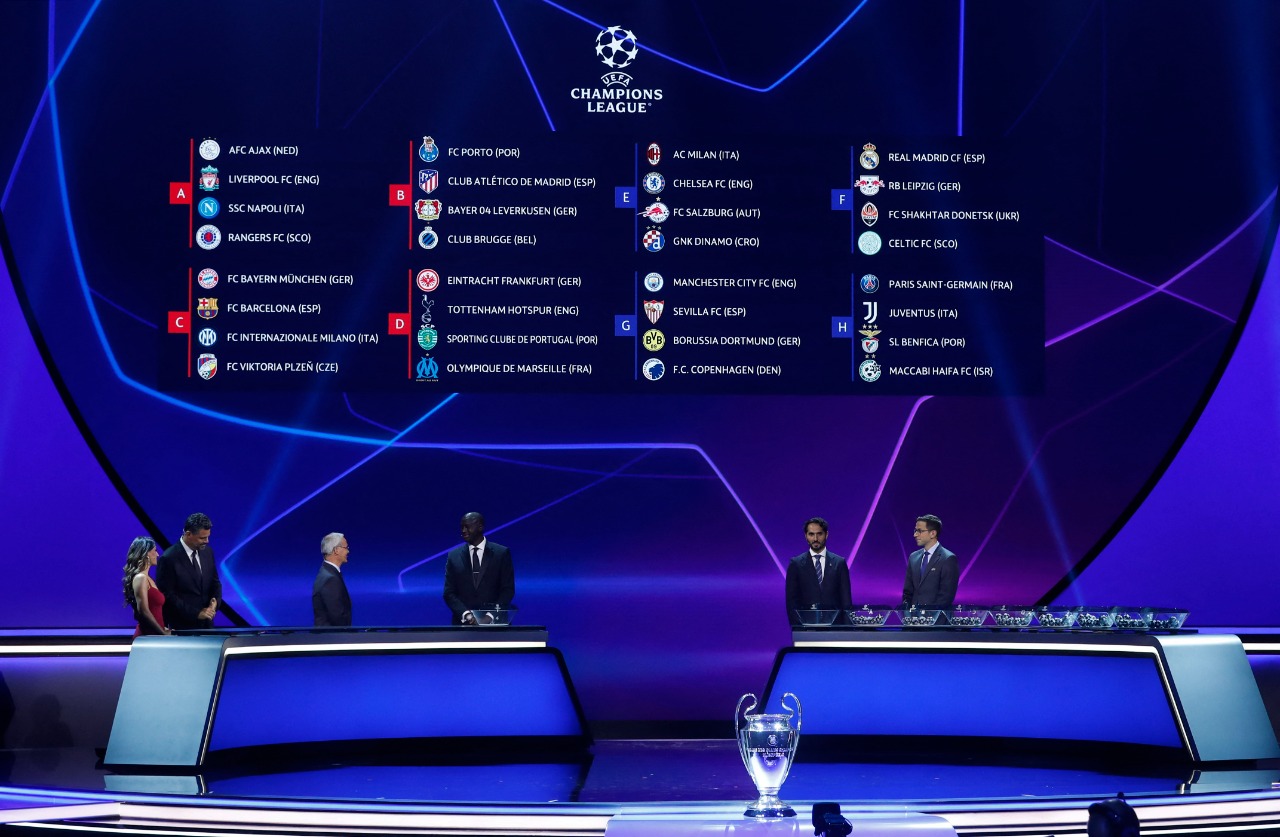 UEFA
CHAMPIONS
LEAGUE
A
AFC AJAX (NED)
LIVERPOOL FC (ENG)
SSC NAPOLI (ITA)
RANGERS FC (SCO)
B
FC PORTO (POR)
CLUB ATLÉTICO DE MADRID (ESP)
BAYER 04 LEVERKUSEN (GER)
CLUB BRUGGE (BEL)
E
AC MILAN (ITA)
CHELSEA FC (ENG)
FC SALZBURG (AUT)
GNK DINAMO (CRO)
F
REAL MADRID CF (ESP)
RB LEIPZIG (GER)
FC SHAKHTAR DONETSK (UKR)
CELTIC FC (SCO)
C
FC BAYERN MÜNCHEN (GER)
FC BARCELONA (ESP)
FC INTERNAZIONALE MILANO (ITA)
FC VIKTORIA PLZEŇ (CZE)
D
EINTRACHT FRANKFURT (GER)
TOTTENHAM HOTSPUR (ENG)
SPORTING CLUBE DE PORTUGAL (POR)
OLYMPIQUE DE MARSEILLE (FRA)
G
MANCHESTER CITY FC (ENG)
SEVILLA FC (ESP)
BORUSSIA DORTMUND (GER)
F.C. COPENHAGEN (DEN)
H
PARIS SAINT-GERMAIN (FRA)
JUVENTUS (ITA)
SL BENFICA (POR)
MACCABI HAIFA FC (ISR)